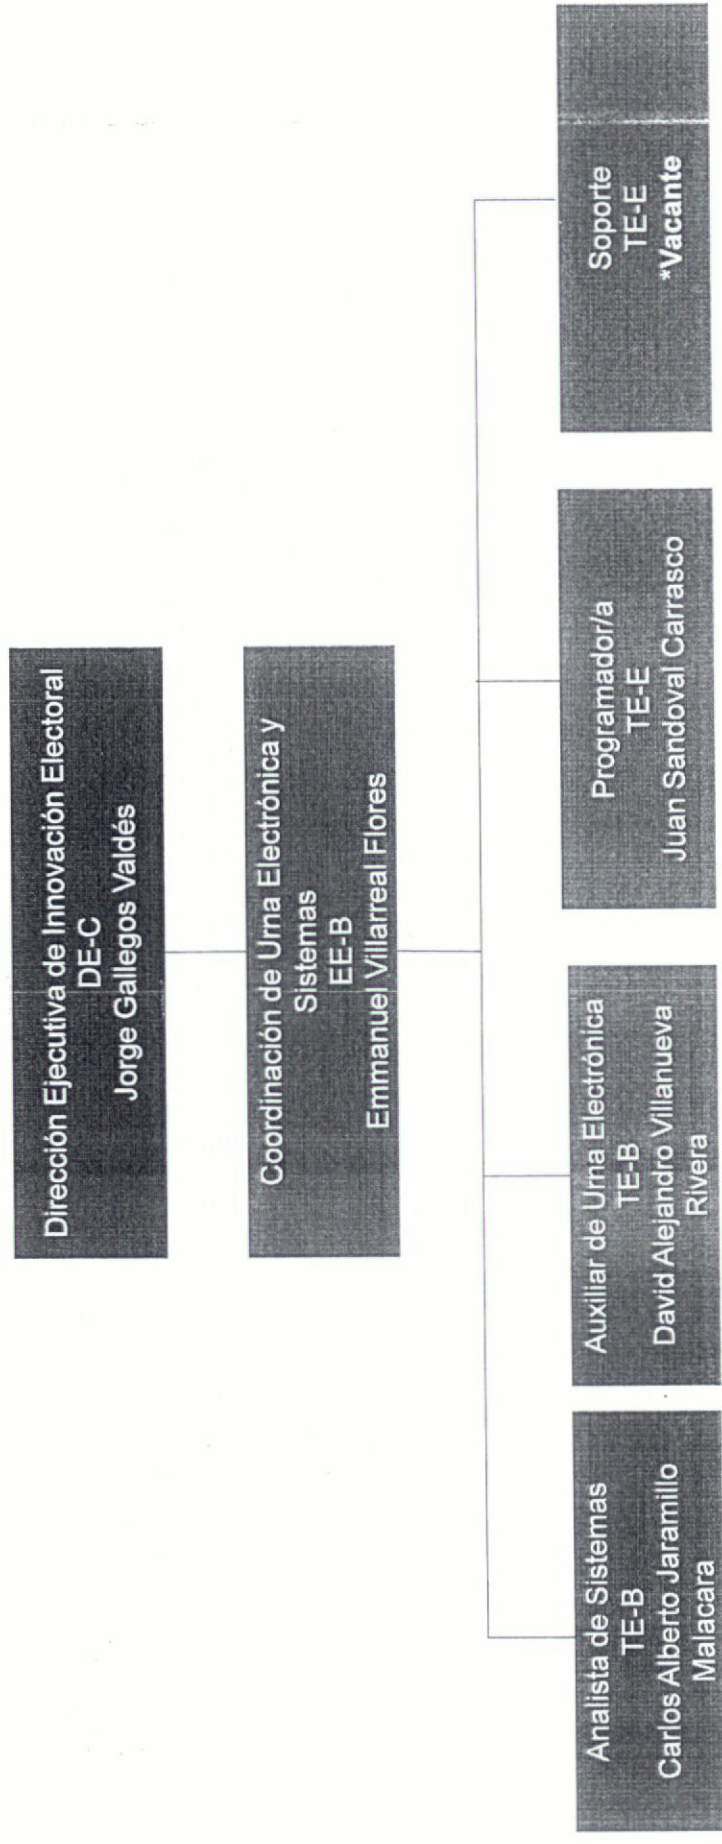 Dirección Ejecutiva de Innovación Electoral
DE-C
Jorge Gallegos Valdés
Coordinación de Urna Electrónica y
Sistemas
EE-B
Emmanuel Villarreal Flores
Analista de Sistemas
TE-B
Carlos Alberto Jaramillo
Malacara
Auxiliar de Urna Electrónica
TE-B
David Alejandro Villanueva
Rivera
Programador/a
TE-E
Juan Sandoval Carrasco
Soporte
TE-E
*Vacante